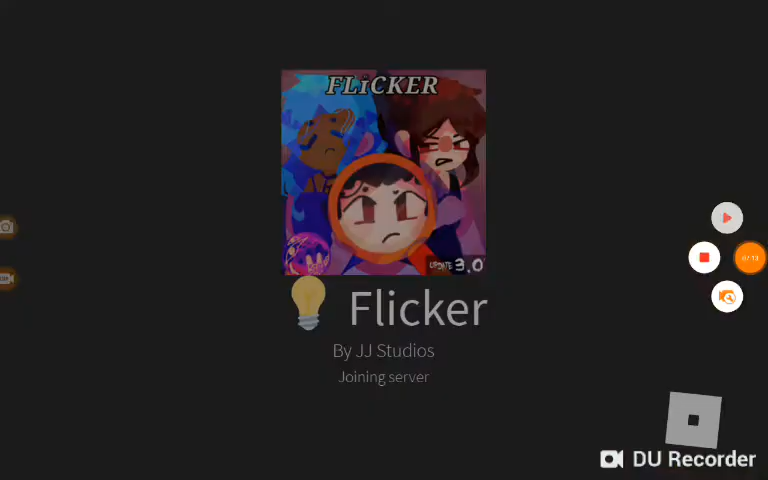 FLiCKER
UPDATE 3.0
Flicker
By JJ Studios
Joining server
DU Recorder